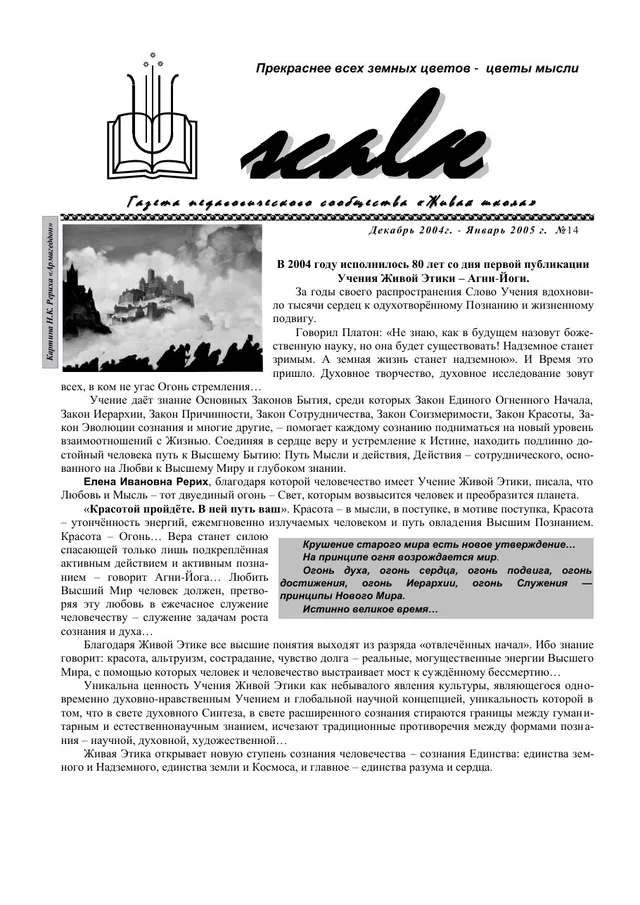 Прекраснее всех земных цветов - цветы мысли
scalæ
Газета педагогического сообщества «Живая школа»
Декабрь 2004г. - Январь 2005 г. №14
Картина Н.К. Рериха «Армагеддон»
В 2004 году исполнилось 80 лет со дня первой публикации
Учения Живой Этики – Агни-Йоги.
За годы своего распространения Слово Учения вдохнови-
ло тысячи сердец к одухотворённому Познанию и жизненному
подвигу.
Говорил Платон: «Не знаю, как в будущем назовут боже-
ственную науку, но она будет существовать! Надземное станет
зримым. А земная жизнь станет надземною». И Время это
пришло. Духовное творчество, духовное исследование зовут
всех, в ком не угас Огонь стремления…
Учение даёт знание Основных Законов Бытия, среди которых Закон Единого Огненного Начала,
Закон Иерархии, Закон Причинности, Закон Сотрудничества, Закон Соизмеримости, Закон Красоты, За-
кон Эволюции сознания и многие другие, – помогает каждому сознанию подниматься на новый уровень
взаимоотношений с Жизнью. Соединяя в сердце веру и устремление к Истине, находить подлинно до-
стойный человека путь к Высшему Бытию: Путь Мысли и действия, Действия – сотруднического, осно-
ванного на Любви к Высшему Миру и глубоком знании.
Елена Ивановна Рерих, благодаря которой человечество имеет Учение Живой Этики, писала, что
Любовь и Мысль – тот двуединый огонь – Свет, которым возвысится человек и преобразится планета.
«Красотой пройдёте. В ней путь ваш». Красота – в мысли, в поступке, в мотиве поступка, Красота
– утончённость энергий, ежемгновенно излучаемых человеком и путь овладения Высшим Познанием.
Красота – Огонь… Вера станет силою
спасающей только лишь подкреплённая
активным действием и активным позна-
нием – говорит Агни-Йога… Любить
Высший Мир человек должен, претво-
ряя эту любовь в ежечасное служение
человечеству – служение задачам роста
сознания и духа…
Крушение старого мира есть новое утверждение…
На принципе огня возрождается мир.
Огонь духа, огонь сердца, огонь подвига, огонь
достижения, огонь Иерархии, огонь Служения —
принципы Нового Мира.
Истинно великое время…
Благодаря Живой Этике все высшие понятия выходят из разряда «отвлечённых начал». Ибо знание
говорит: красота, альтруизм, сострадание, чувство долга – реальные, могущественные энергии Высшего
Мира, с помощью которых человек и человечество выстраивает мост к суждённому бессмертию…
Уникальна ценность Учения Живой Этики как небывалого явления культуры, являющегося одно-
временно духовно-нравственным Учением и глобальной научной концепцией, уникальность которой в
том, что в свете духовного Синтеза, в свете расширенного сознания стираются границы между гумани-
тарным и естественнонаучным знанием, исчезают традиционные противоречия между формами позна-
ния – научной, духовной, художественной…
Живая Этика открывает новую ступень сознания человечества – сознания Единства: единства зем-
ного и Надземного, единства земли и Космоса, и главное – единства разума и сердца.